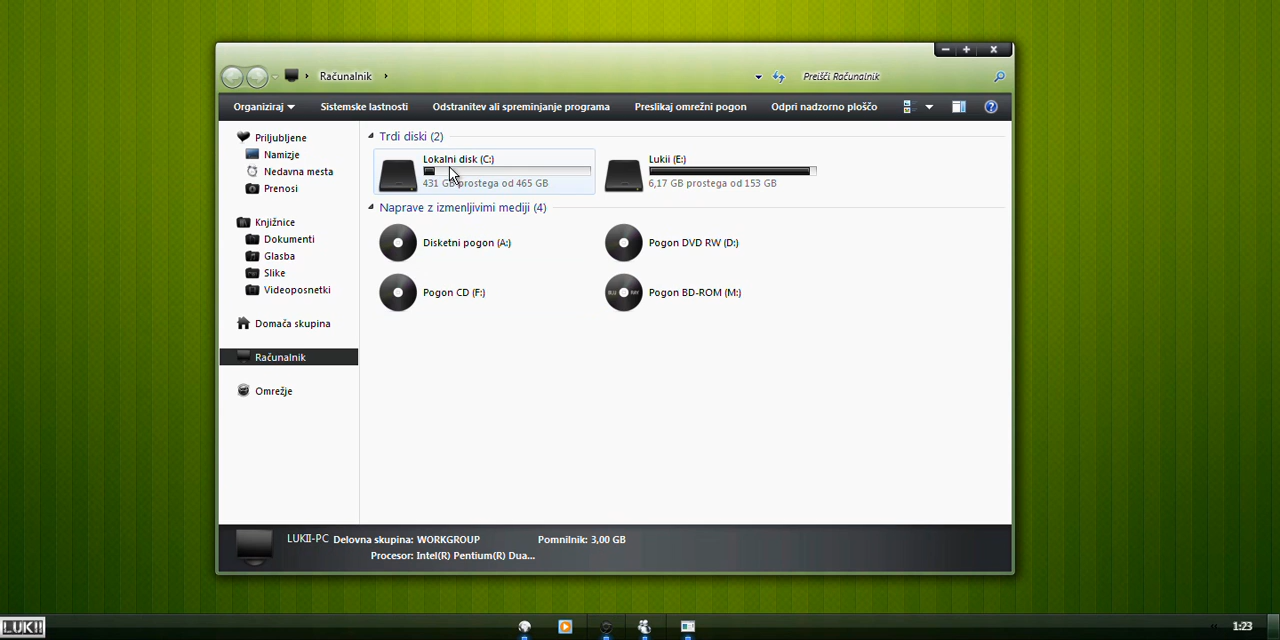 Računalnik
Preišči Računalnik
Organiziraj
Sistemske lastnosti
Odstranitev ali spreminjanje programa
Preslikaj omrežni pogon
Odpri nadzorno ploščo
Priljubljene
Namizje
Nedavna mesta
Prenosi
Knjižnice
Dokumenti
Glasba
Slike
Videoposnetki
Domača skupina
Računalnik
Omrežje
Trdi diski (2)
Lokalni disk (C:)
431 GB prostega od 465 GB
Lukii (E:)
6,17 GB prostega od 153 GB
Naprave z izmenljivimi mediji (4)
Disketni pogon (A:)
Pogon DVD RW (D:)
Pogon CD (F:)
BLU RAY
Pogon BD-ROM (M:)
LUKII-PC Delovna skupina: WORKGROUP
Pomnilnik: 3,00 GB
Procesor: Intel(R) Pentium(R) Dua...
LUKII
1:23